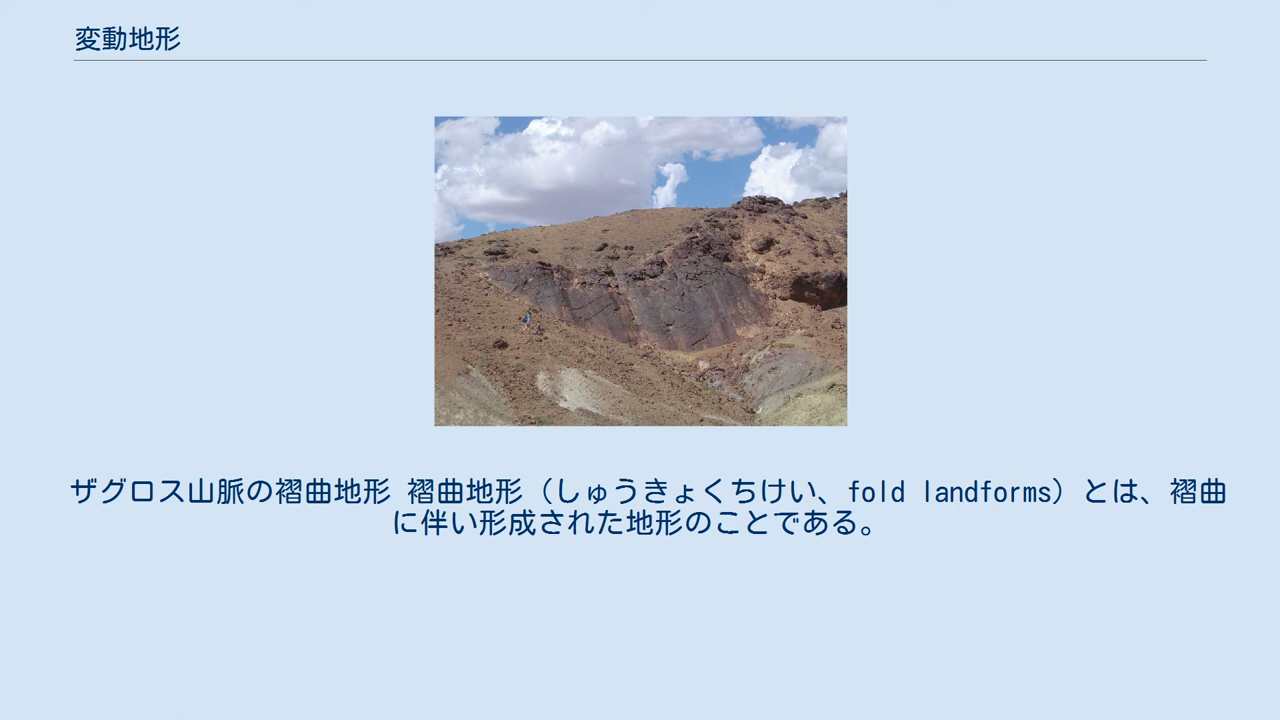 変動地形
ザグロス山脈の褶曲地形 褶曲地形（しゅうきょくちけい、fold landforms）とは、褶曲
に伴い形成された地形のことである。